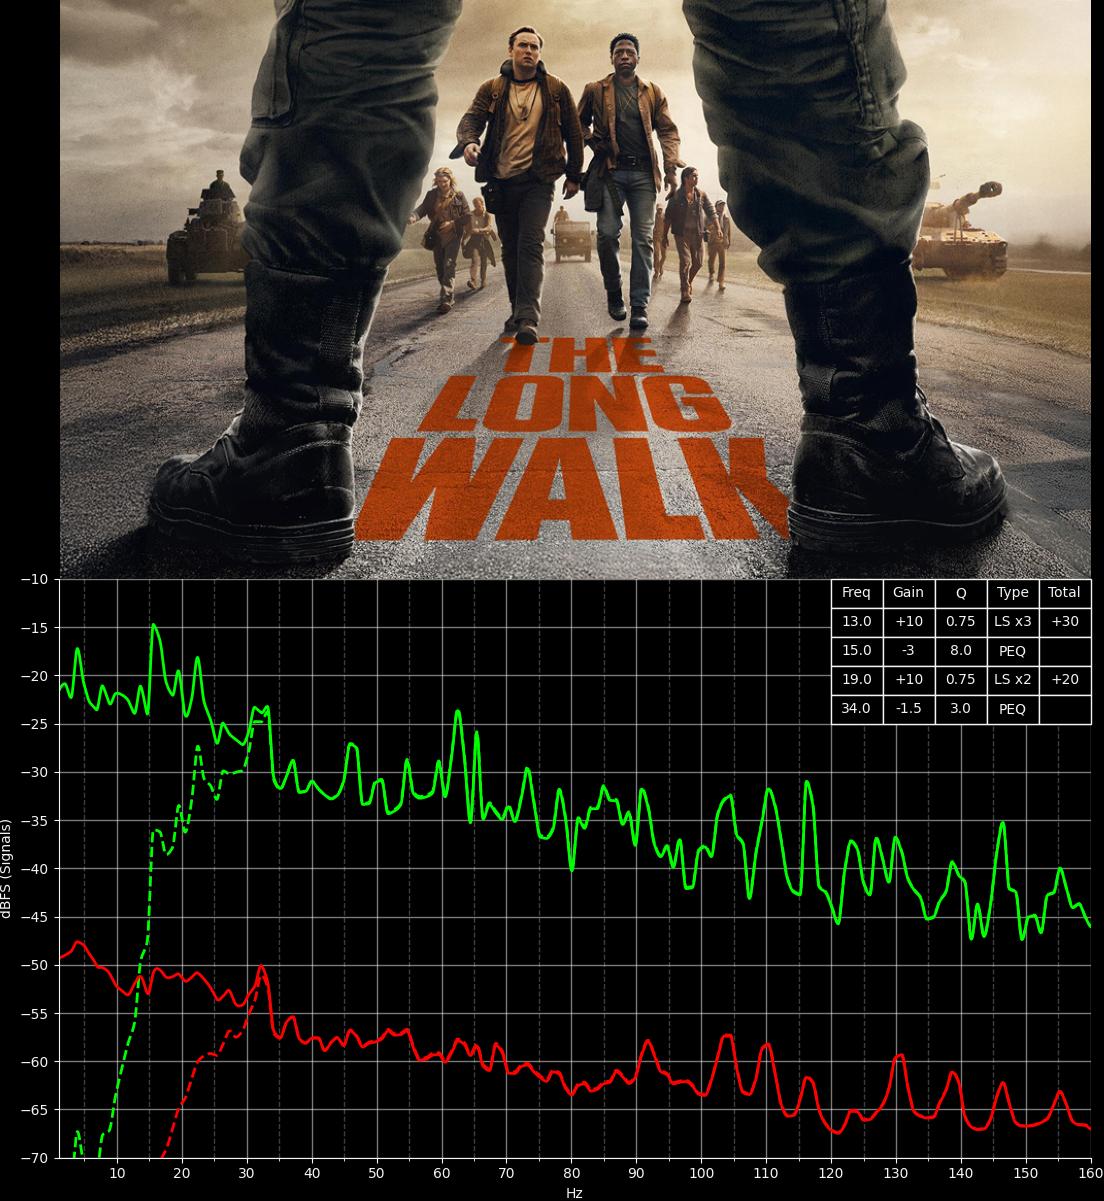 THE
LONG
WALK
−10
−15
−20
−25
−30
−35
−40
−45
−50
−55
−60
−65
−70
dBFS (Signals)
Freq Gain Q Type Total
13.0 +10 0.75 LS x3 +30
15.0 -3 8.0 PEQ
19.0 +10 0.75 LS x2 +20
34.0 -1.5 3.0 PEQ
10 20 30 40 50 60 70 80 90 100 110 120 130 140 150 160
Hz